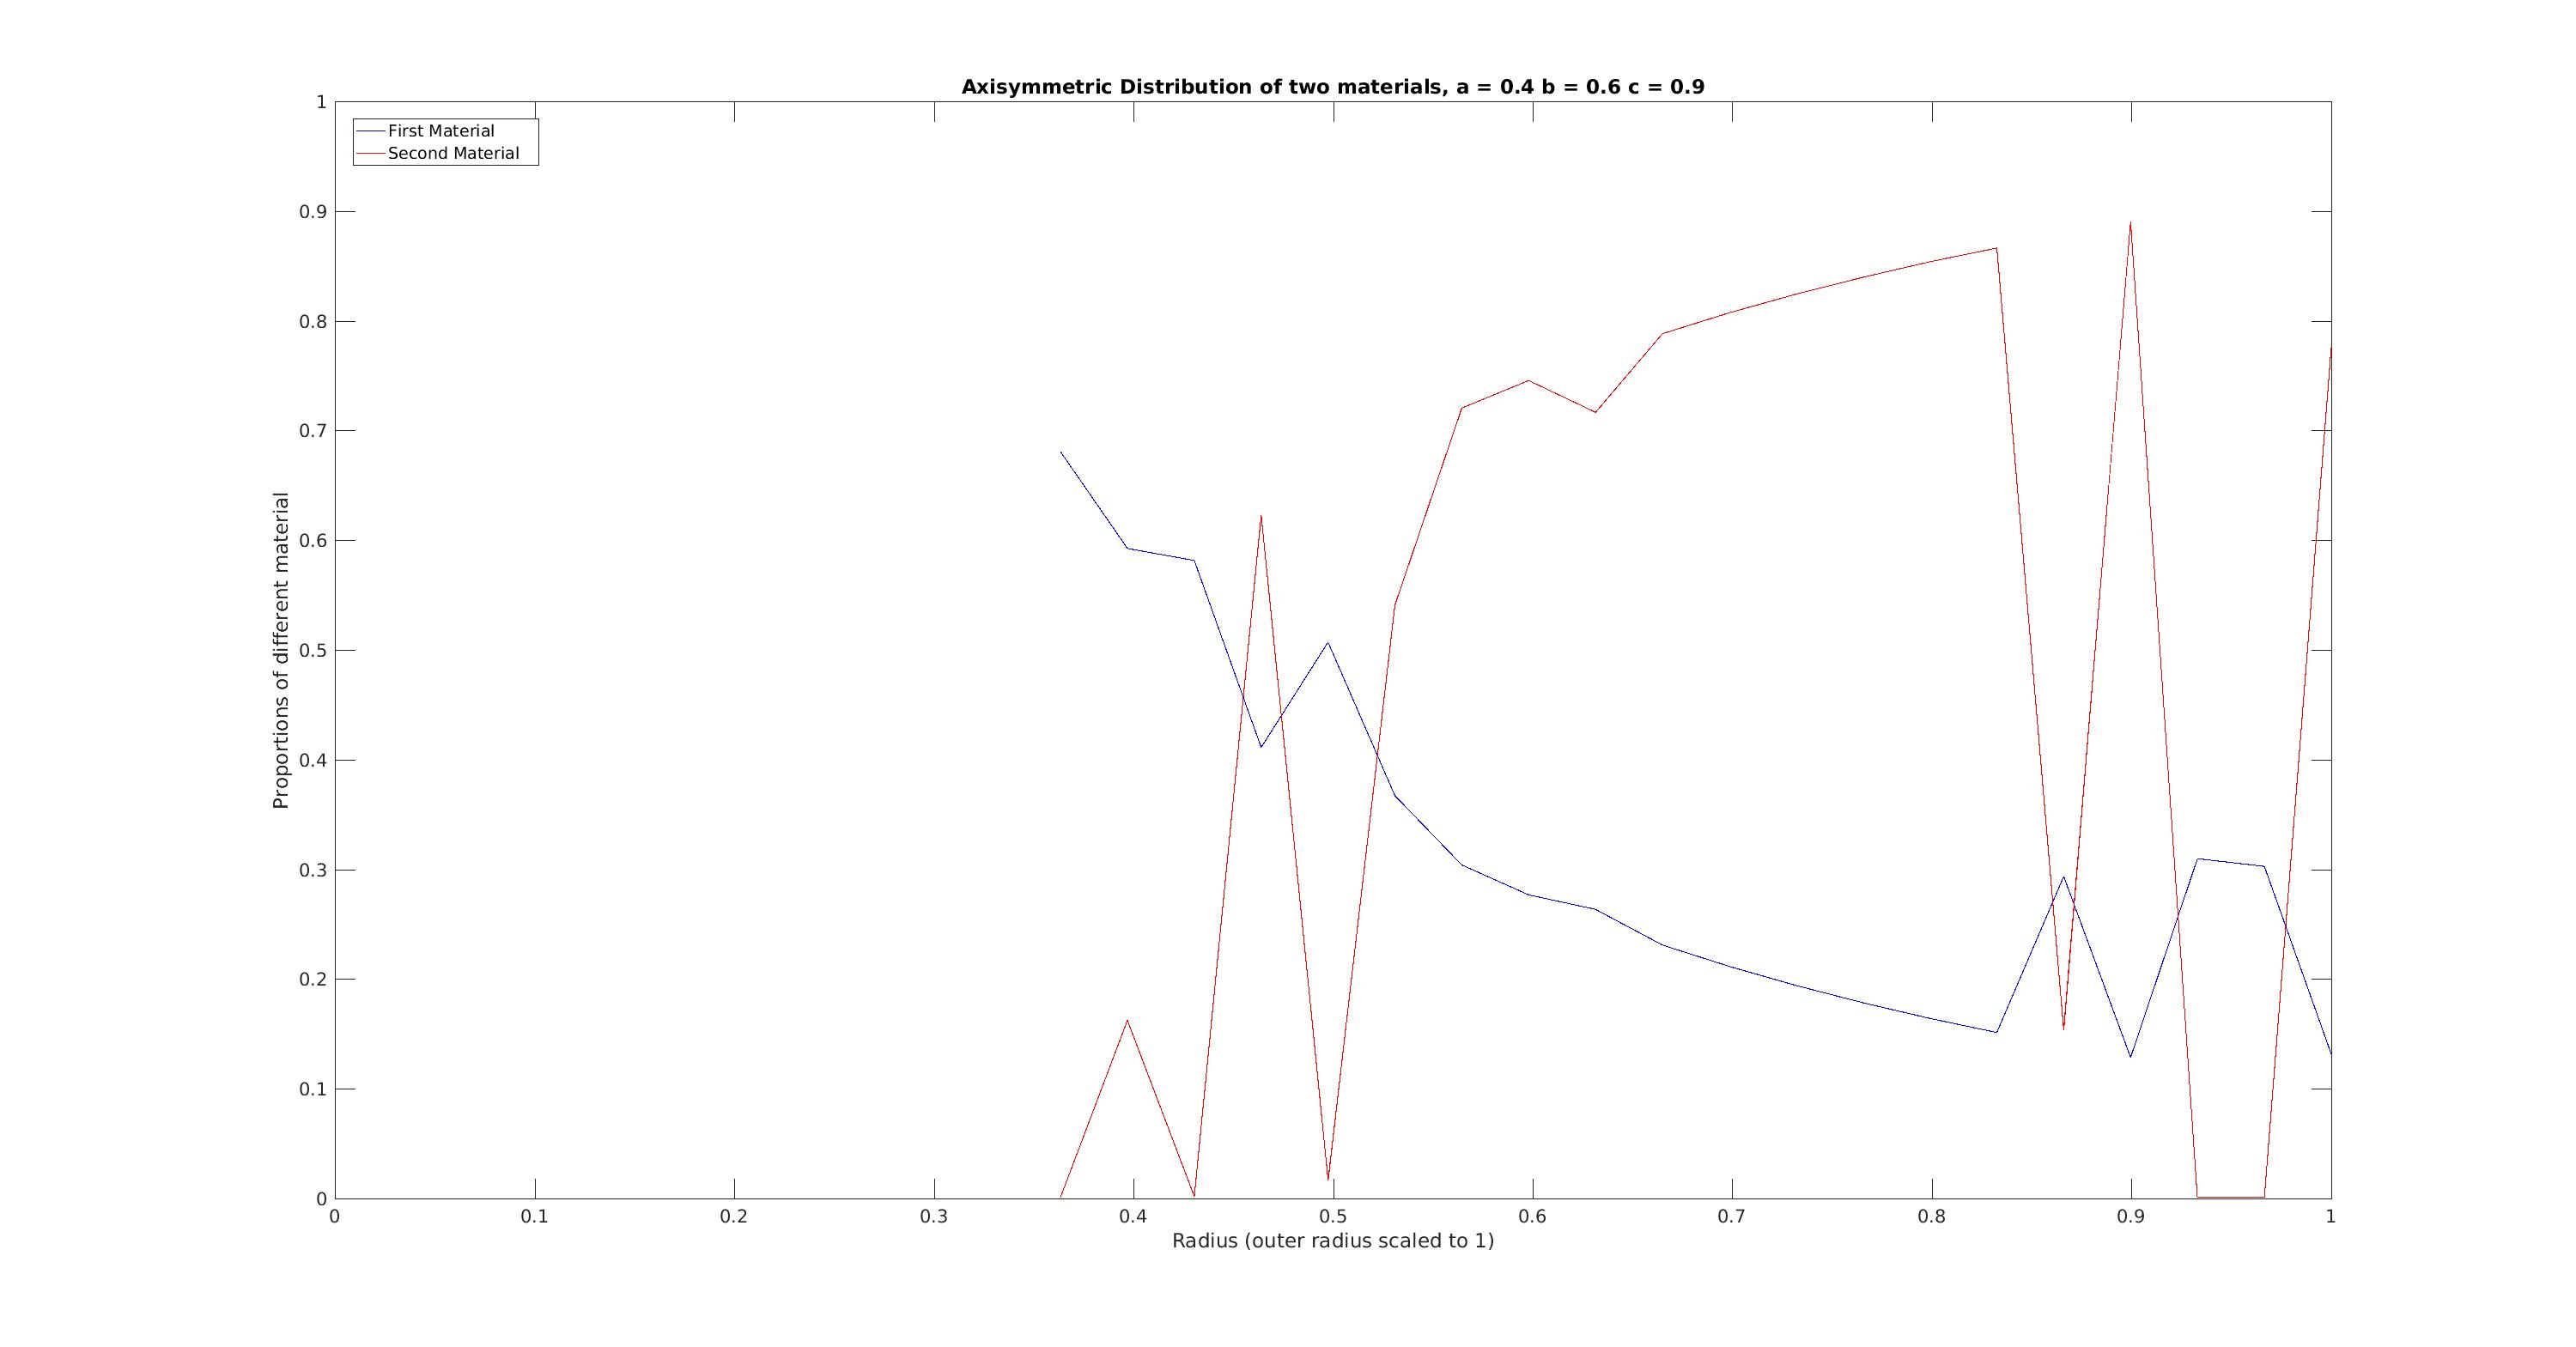 Axisymmetric Distribution of two materials, a = 0.4 b = 0.6 c = 0.9
First Material
Second Material
1
0.9
0.8
0.7
0.6
0.5
0.4
0.3
0.2
0.1
0
Proportions of different material
0 0.1 0.2 0.3 0.4 0.5 0.6 0.7 0.8 0.9 1
Radius (outer radius scaled to 1)